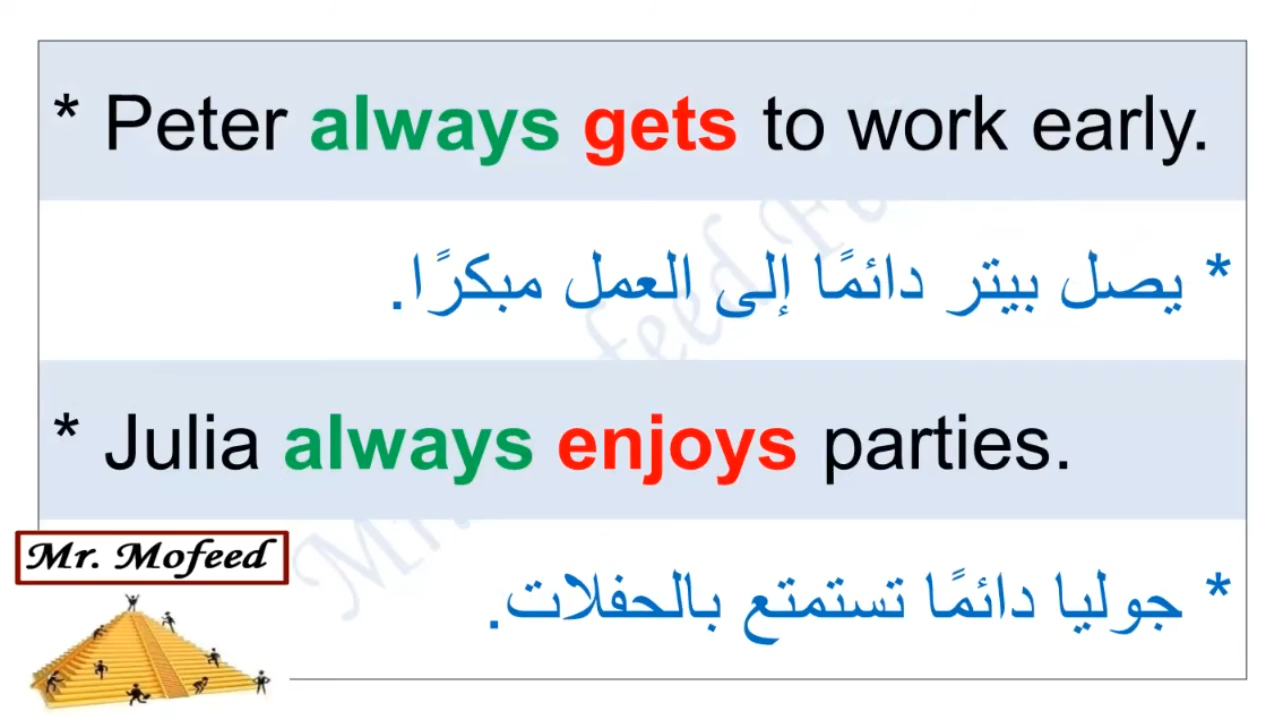 * Peter always gets to work early.
* يصل بيتر دائمًا إلى العمل مبكرًا.
* Julia always enjoys parties.
* جوليا دائمًا تستمتع بالحفلات.
Mr. Mofeed